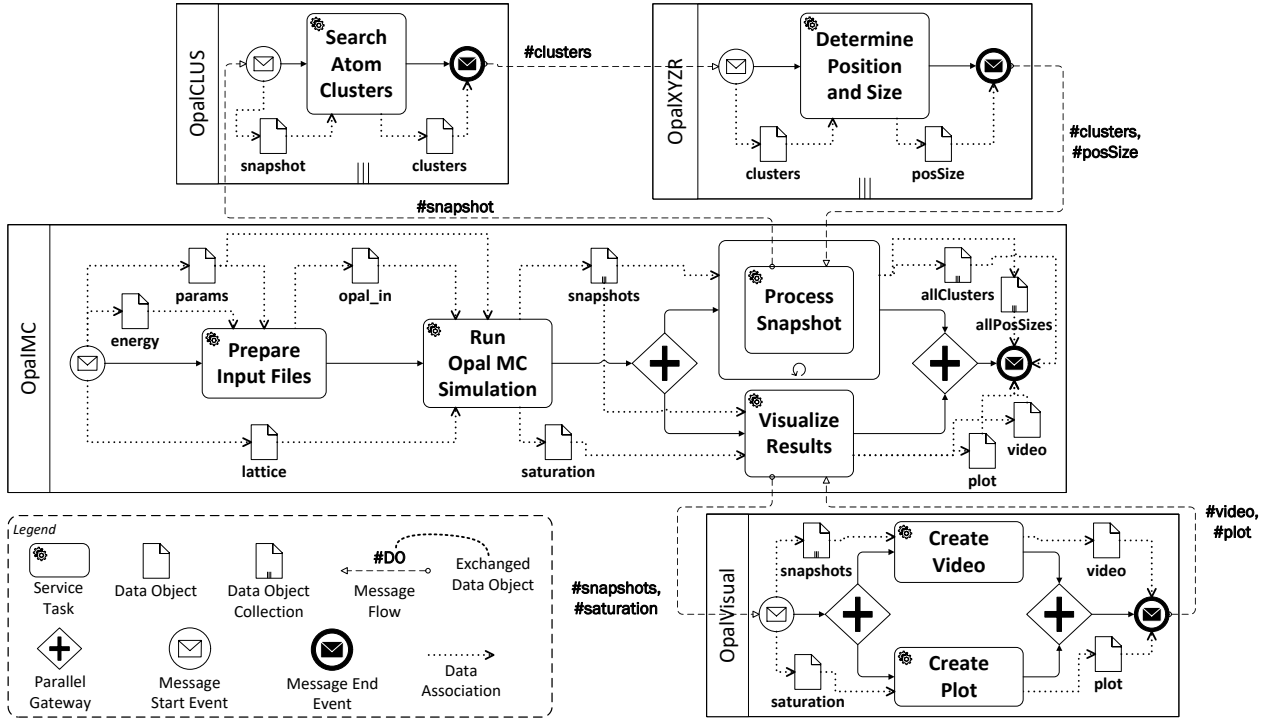 OpalCLUS
Search
Atom
Clusters
snapshot
clusters
#clusters
OpalXYZR
Determine
Position
and Size
clusters
posSize
#clusters,
#posSize
#snapshot
OpalMC
params
energy
opal_in
Prepare
Input Files
lattice
Run
Opal MC
Simulation
snapshots
saturation
Process
Snapshot
Visualize
Results
allClusters
allPosSizes
video
plot
#video,
#plot
#snapshots,
#saturation
OpalVisual
snapshots
saturation
Create
Video
Create
Plot
video
plot
Legend
Service
Task
Data Object
Data Object
Collection
#DO
Message
Flow
Exchanged
Data Object
Parallel
Gateway
Message
Start Event
Message End
Event
Data
Association